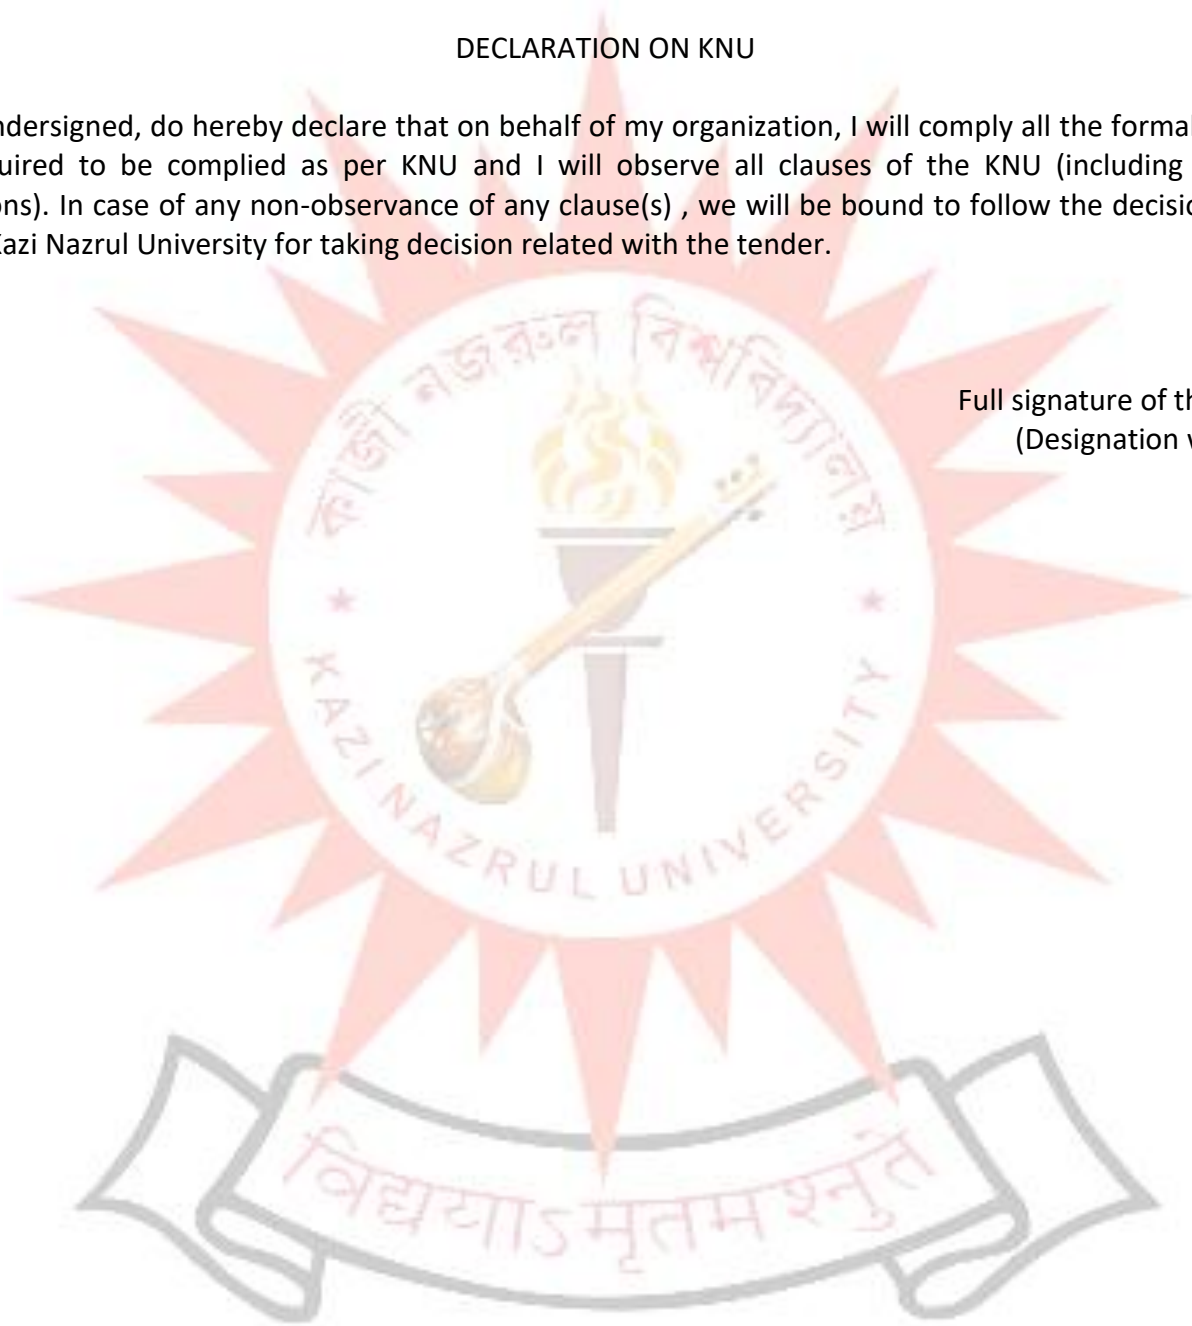 DECLARATION ON KNU
ndersigned, do hereby declare that on behalf of my organization, I will comply all the formal
uired to be complied as per KNU and I will observe all clauses of the KNU (including
ons). In case of any non-observance of any clause(s) , we will be bound to follow the decisio
Kazi Nazrul University for taking decision related with the tender.
Full signature of th
(Designation w
কাজী নজরুল বিশ্ববিদ্যালয়
KAZI NAZRUL UNIVERSITY
विद्ययाऽमृतमश्नुते